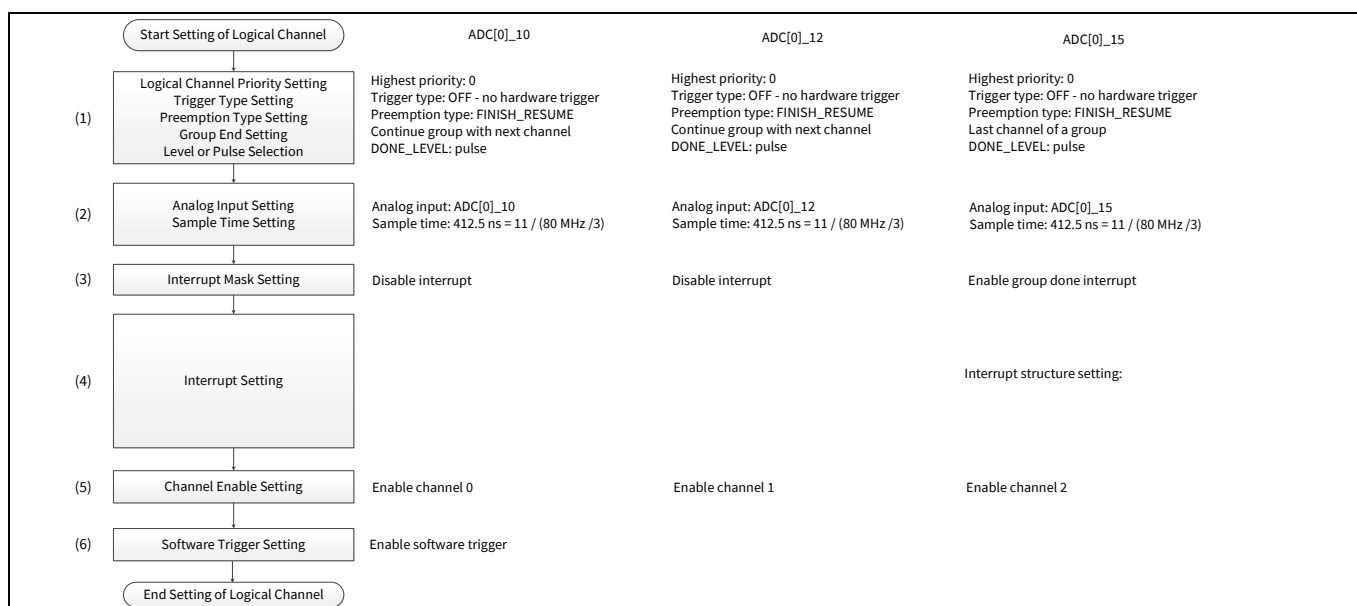 Start Setting of Logical Channel
ADC[0]_10
ADC[0]_12
ADC[0]_15
(1)
Logical Channel Priority Setting
Trigger Type Setting
Preemption Type Setting
Group End Setting
Level or Pulse Selection
Highest priority: 0
Trigger type: OFF - no hardware trigger
Preemption type: FINISH_RESUME
Continue group with next channel
DONE_LEVEL: pulse
Highest priority: 0
Trigger type: OFF - no hardware trigger
Preemption type: FINISH_RESUME
Continue group with next channel
DONE_LEVEL: pulse
Highest priority: 0
Trigger type: OFF - no hardware trigger
Preemption type: FINISH_RESUME
Last channel of a group
DONE_LEVEL: pulse
(2)
Analog Input Setting
Sample Time Setting
Analog input: ADC[0]_10
Sample time: 412.5 ns = 11 / (80 MHz /3)
Analog input: ADC[0]_12
Sample time: 412.5 ns = 11 / (80 MHz /3)
Analog input: ADC[0]_15
Sample time: 412.5 ns = 11 / (80 MHz /3)
(3)
Interrupt Mask Setting
Disable interrupt
Disable interrupt
Enable group done interrupt
(4)
Interrupt Setting
Interrupt structure setting:
(5)
Channel Enable Setting
Enable channel 0
Enable channel 1
Enable channel 2
(6)
Software Trigger Setting
Enable software trigger
End Setting of Logical Channel